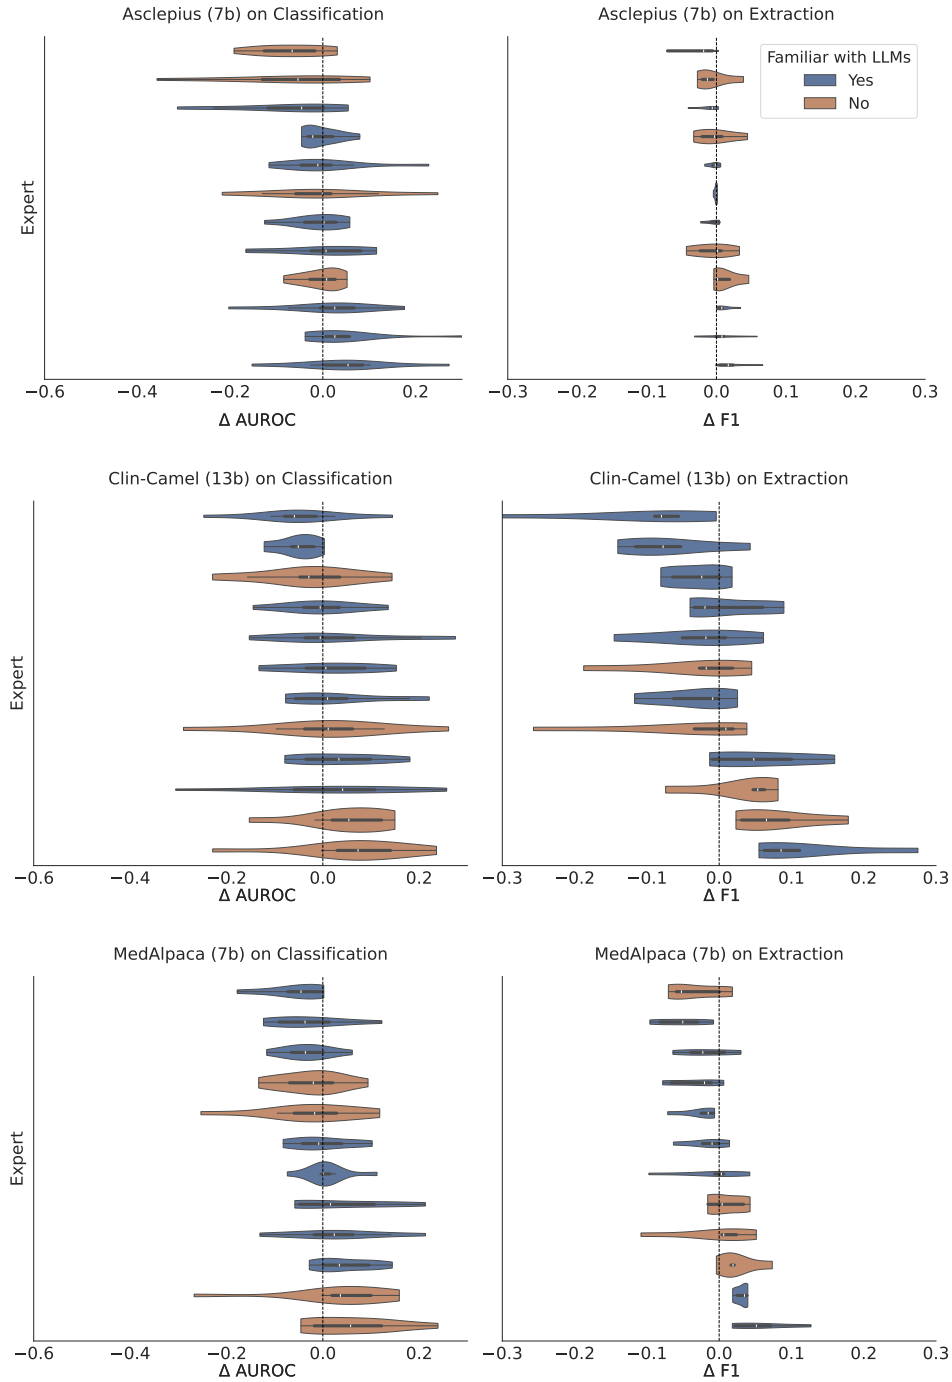 Asclepius (7b) on Classification
Asclepius (7b) on Extraction
Familiar with LLMs
Yes
No
Expert
−0.6 −0.4 −0.2 0.0 0.2
Δ AUROC
−0.3 −0.2 −0.1 0.0 0.1 0.2 0.3
Δ F1
Clin-Camel (13b) on Classification
Clin-Camel (13b) on Extraction
Expert
−0.6 −0.4 −0.2 0.0 0.2
Δ AUROC
−0.3 −0.2 −0.1 0.0 0.1 0.2 0.3
Δ F1
MedAlpaca (7b) on Classification
MedAlpaca (7b) on Extraction
Expert
−0.6 −0.4 −0.2 0.0 0.2
Δ AUROC
−0.3 −0.2 −0.1 0.0 0.1 0.2 0.3
Δ F1